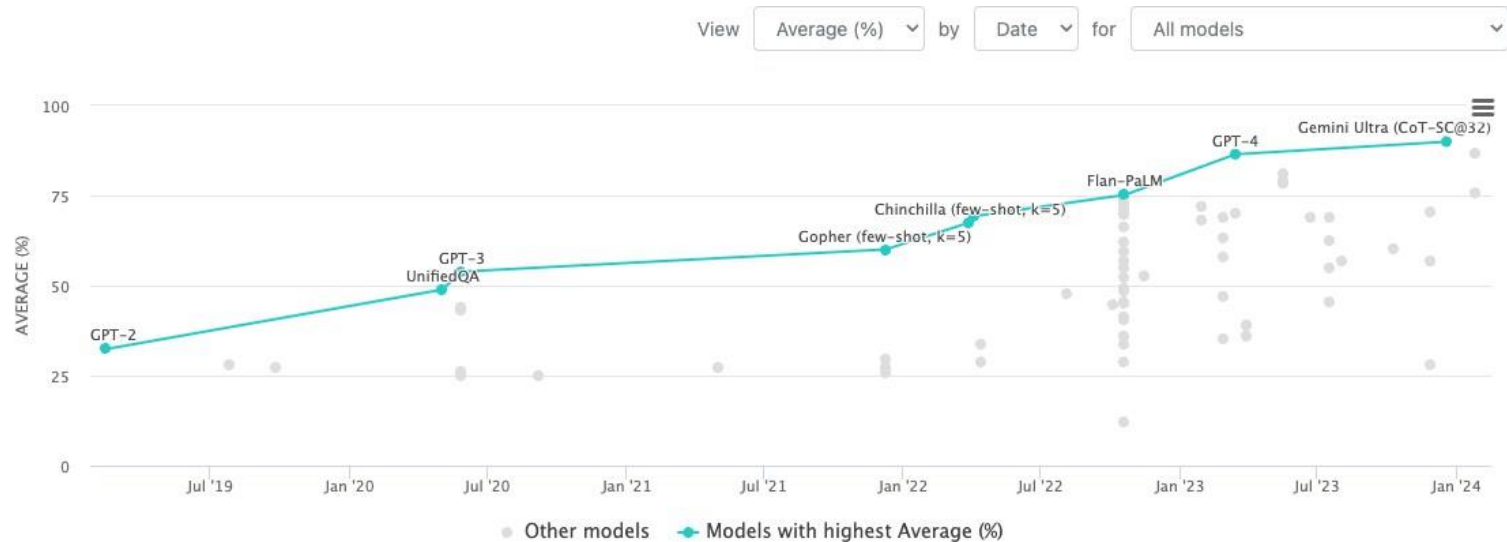 View Average (%) by Date for All models
100
Gemini Ultra (CoT-SC@32)
GPT-4
Flan-PaLM
75
Chinchilla (few-shot, k=5)
Gopher (few-shot, k=5)
GPT-3
UnifiedQA
50
AVERAGE (%)
GPT-2
25
0
Jul '19 Jan '20 Jul '20 Jan '21 Jul '21 Jan '22 Jul '22 Jan '23 Jul '23 Jan '24
Other models Models with highest Average (%)